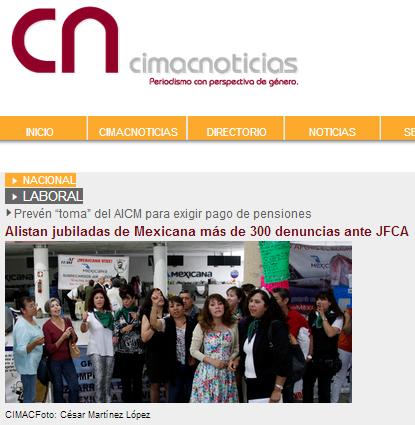 CN cimacnoticias
Periodismo con perspectiva de género.
INICIO CIMACNOTICIAS DIRECTORIO NOTICIAS SE
NACIONAL
LABORAL
Prevén “toma” del AICM para exigir pago de pensiones
Alistan jubiladas de Mexicana más de 300 denuncias ante JFCA
MEXICANA
MEXICANA
MEXICANA
CIMACFoto: César Martínez López